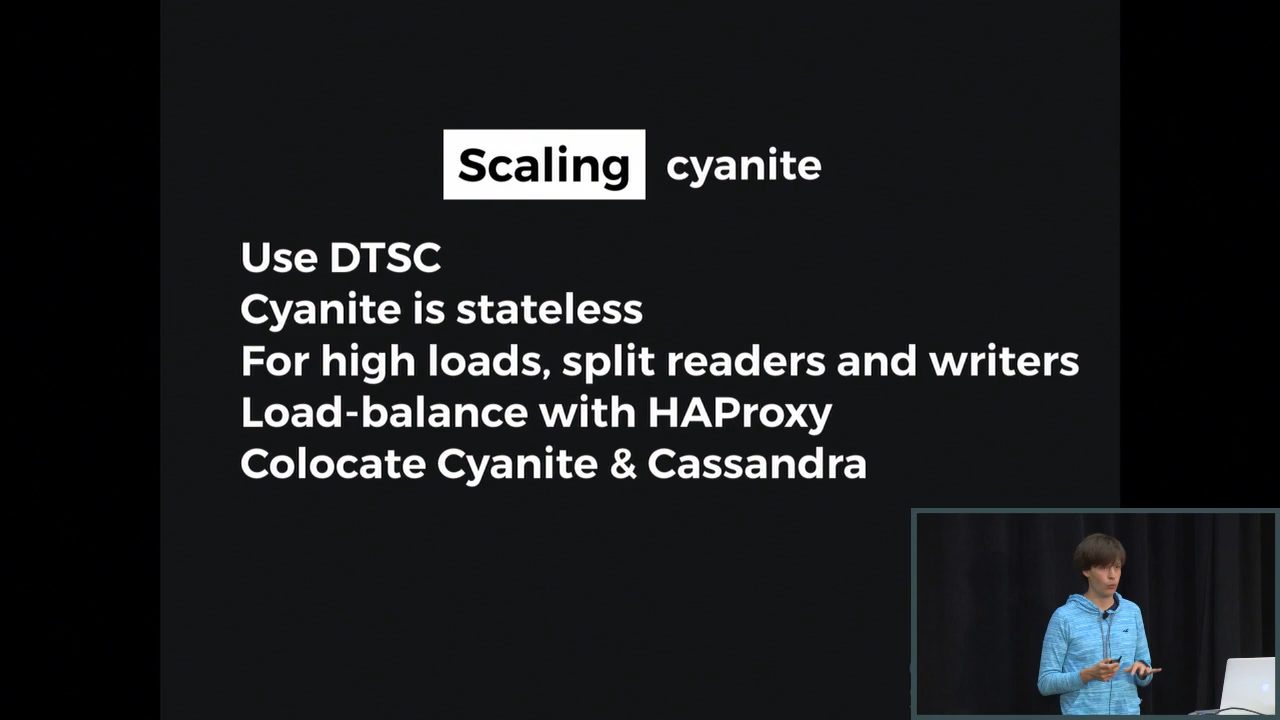 Scaling cyanite
Use DTSC
Cyanite is stateless
For high loads, split readers and writers
Load-balance with HAProxy
Colocate Cyanite & Cassandra